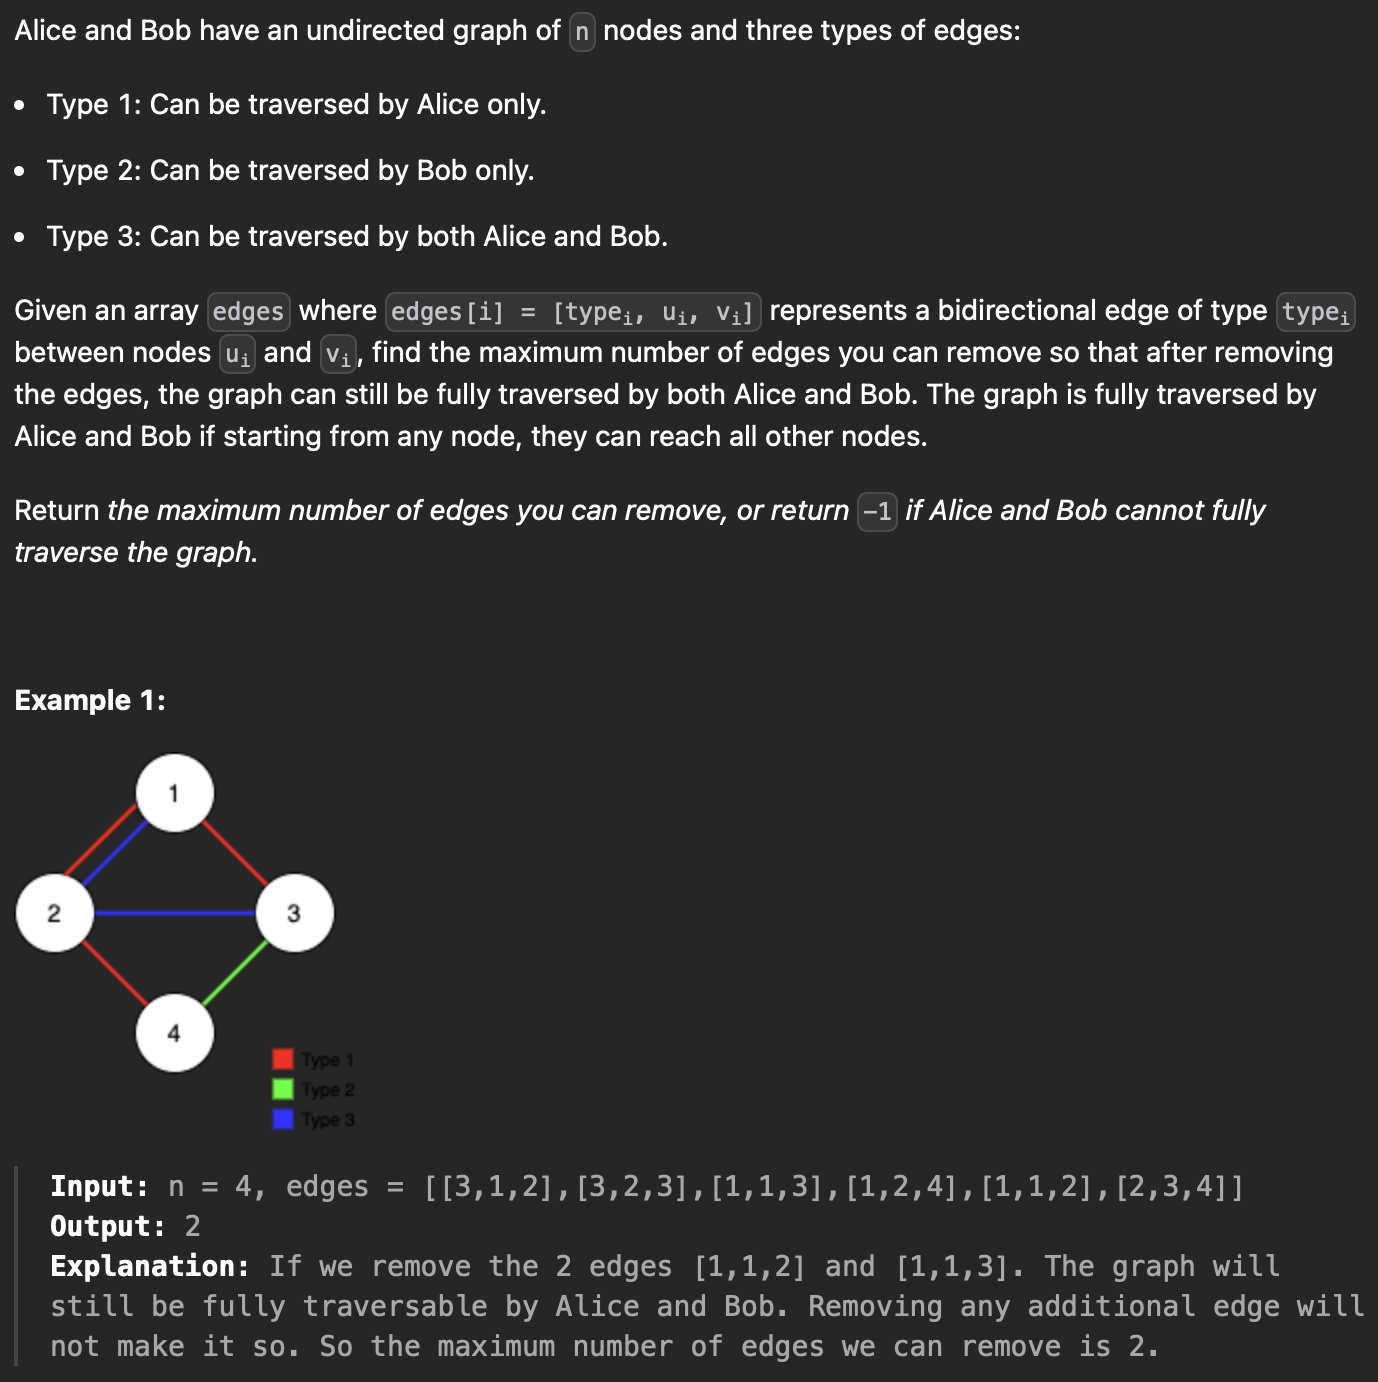 Alice and Bob have an undirected graph of n nodes and three types of edges:
• Type 1: Can be traversed by Alice only.
• Type 2: Can be traversed by Bob only.
• Type 3: Can be traversed by both Alice and Bob.
Given an array edges where edges[i] = [typeᵢ, uᵢ, vᵢ] represents a bidirectional edge of type typeᵢ
between nodes uᵢ and vᵢ, find the maximum number of edges you can remove so that after removing
the edges, the graph can still be fully traversed by both Alice and Bob. The graph is fully traversed by
Alice and Bob if starting from any node, they can reach all other nodes.
Return the maximum number of edges you can remove, or return -1 if Alice and Bob cannot fully
traverse the graph.
Example 1:
1
2
3
4
Type 1
Type 2
Type 3
Input: n = 4, edges = [[3,1,2],[3,2,3],[1,1,3],[1,2,4],[1,1,2],[2,3,4]]
Output: 2
Explanation: If we remove the 2 edges [1,1,2] and [1,1,3]. The graph will
still be fully traversable by Alice and Bob. Removing any additional edge will
not make it so. So the maximum number of edges we can remove is 2.